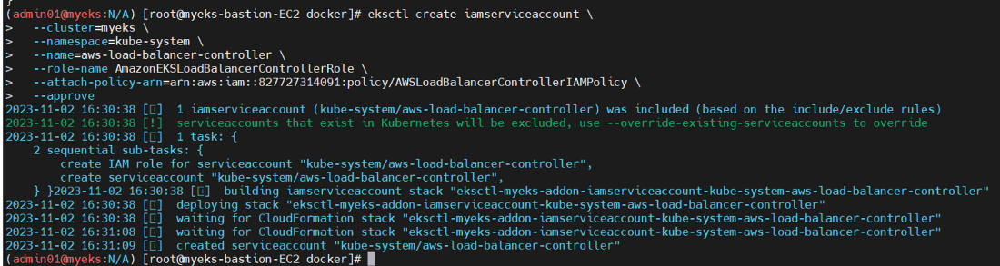 }
(admin01@myeks:N/A) [root@myeks-bastion-EC2 docker]# eksctl create iamserviceaccount \
>   --cluster=myeks \
>   --namespace=kube-system \
>   --name=aws-load-balancer-controller \
>   --role-name AmazonEKSLoadBalancerControllerRole \
>   --attach-policy-arn=arn:aws:iam::827727314091:policy/AWSLoadBalancerControllerIAMPolicy \
>   --approve
2023-11-02 16:30:38 [ℹ]  1 iamserviceaccount (kube-system/aws-load-balancer-controller) was included (based on the include/exclude rules)
2023-11-02 16:30:38 [!]  serviceaccounts that exist in Kubernetes will be excluded, use --override-existing-serviceaccounts to override
2023-11-02 16:30:38 [ℹ]  1 task: {
    2 sequential sub-tasks: {
        create IAM role for serviceaccount "kube-system/aws-load-balancer-controller",
        create serviceaccount "kube-system/aws-load-balancer-controller",
    } }2023-11-02 16:30:38 [ℹ]  building iamserviceaccount stack "eksctl-myeks-addon-iamserviceaccount-kube-system-aws-load-balancer-controller"
2023-11-02 16:30:38 [ℹ]  deploying stack "eksctl-myeks-addon-iamserviceaccount-kube-system-aws-load-balancer-controller"
2023-11-02 16:30:38 [ℹ]  waiting for CloudFormation stack "eksctl-myeks-addon-iamserviceaccount-kube-system-aws-load-balancer-controller"
2023-11-02 16:31:08 [ℹ]  waiting for CloudFormation stack "eksctl-myeks-addon-iamserviceaccount-kube-system-aws-load-balancer-controller"
2023-11-02 16:31:09 [ℹ]  created serviceaccount "kube-system/aws-load-balancer-controller"
(admin01@myeks:N/A) [root@myeks-bastion-EC2 docker]#